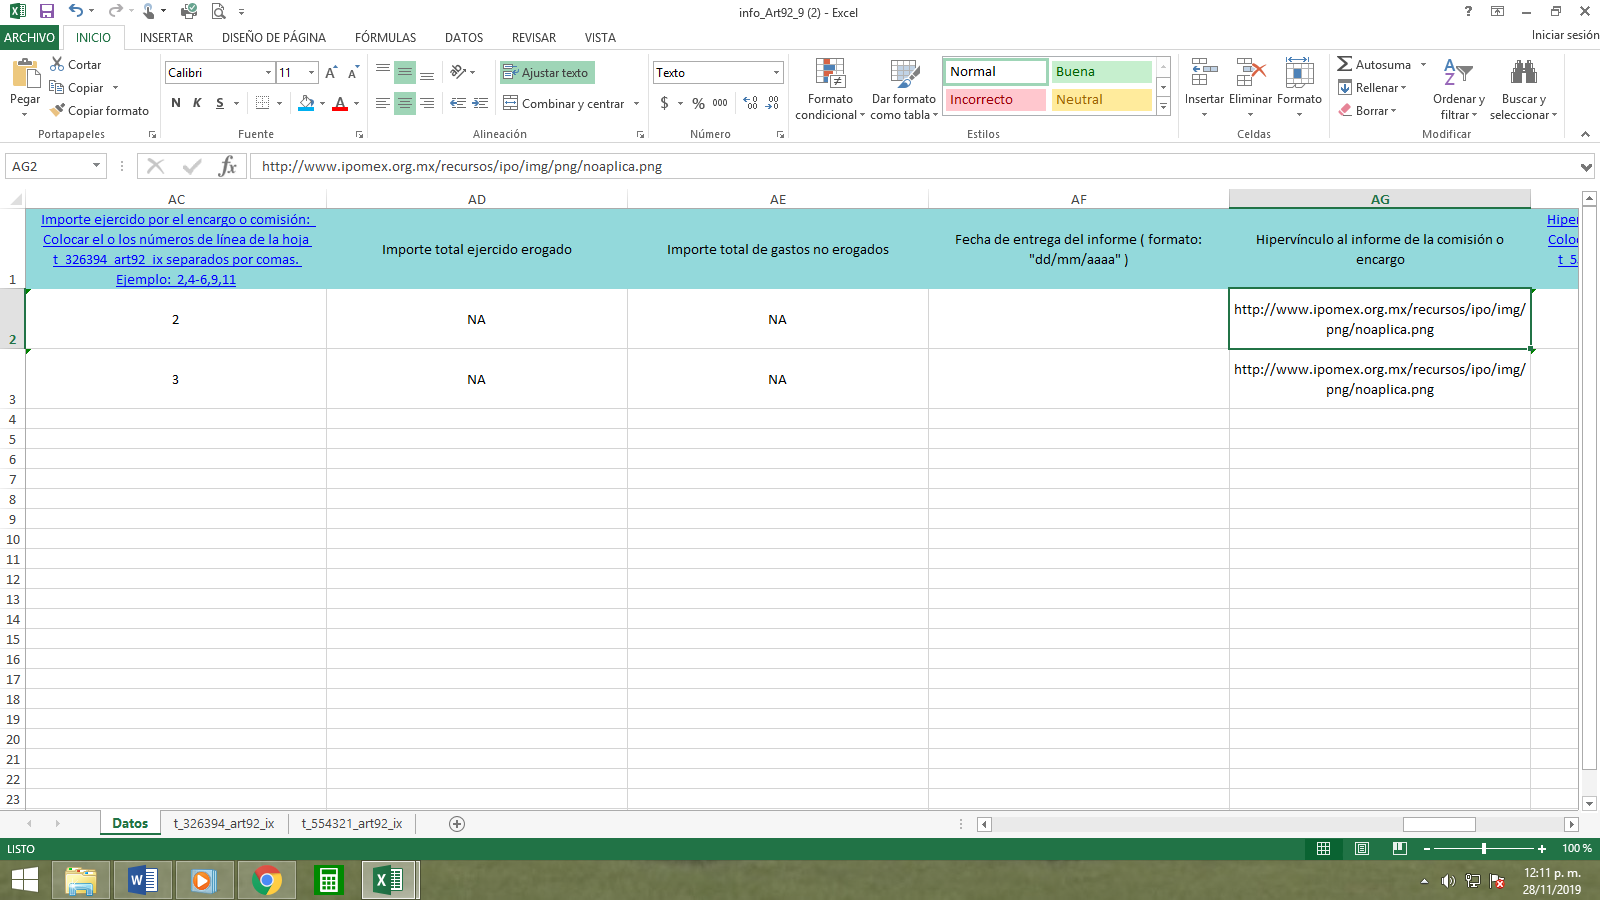 info_Art92_9 (2) - Excel
?
Iniciar sesión
ARCHIVO INICIO INSERTAR DISEÑO DE PÁGINA FÓRMULAS DATOS REVISAR VISTA
Pegar
Cortar
Copiar
Copiar formato
Portapapeles
Calibri 11
N K S
Fuente
Ajustar texto
Combinar y centrar
Alineación
Texto
$ % 000
Número
Formato condicional
Dar formato como tabla
Normal Buena
Incorrecto Neutral
Estilos
Insertar Eliminar Formato
Celdas
Autosuma
Rellenar
Borrar
Ordenar y filtrar
Buscar y seleccionar
Modificar
AG2 fx http://www.ipomex.org.mx/recursos/ipo/img/png/noaplica.png
AC AD AE AF AG
1
Importe ejercido por el encargo o comisión:
Colocar el o los números de línea de la hoja
t_326394_art92_ix separados por comas.
Ejemplo: 2,4-6,9,11
Importe total ejercido erogado
Importe total de gastos no erogados
Fecha de entrega del informe ( formato:
"dd/mm/aaaa" )
Hipervínculo al informe de la comisión o
encargo
Hiper
Coloc
t_5
2
2 NA NA
http://www.ipomex.org.mx/recursos/ipo/img/
png/noaplica.png
3
3 NA NA
http://www.ipomex.org.mx/recursos/ipo/img/
png/noaplica.png
4
5
6
7
8
9
10
11
12
13
14
15
16
17
18
19
20
21
22
23
Datos t_326394_art92_ix t_554321_art92_ix
LISTO
100 %
12:11 p. m.
28/11/2019